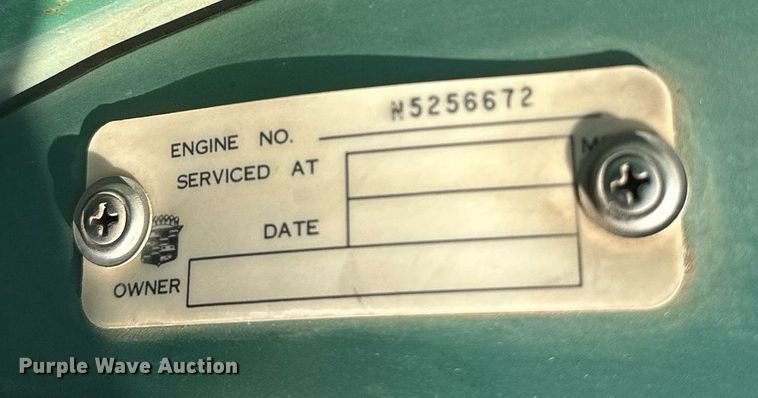 ENGINE NO. N5256672
SERVICED AT
DATE
OWNER
Purple Wave Auction